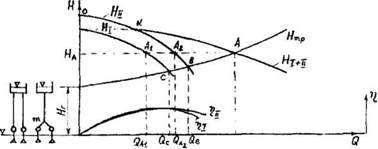 H
O
K
H_II
H_I
H_тр
H_A
A_1
A_2
A
B
C
H_I+II
H_г
m
η_II
η_I
η
Q_A1
Q_C
Q_A2
Q_B
Q